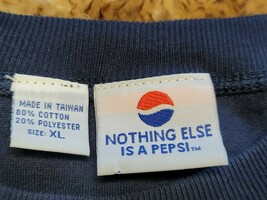 MADE IN TAIWAN
80% COTTON
20% POLYESTER
SIZE: XL
NOTHING ELSE
IS A PEPSI™